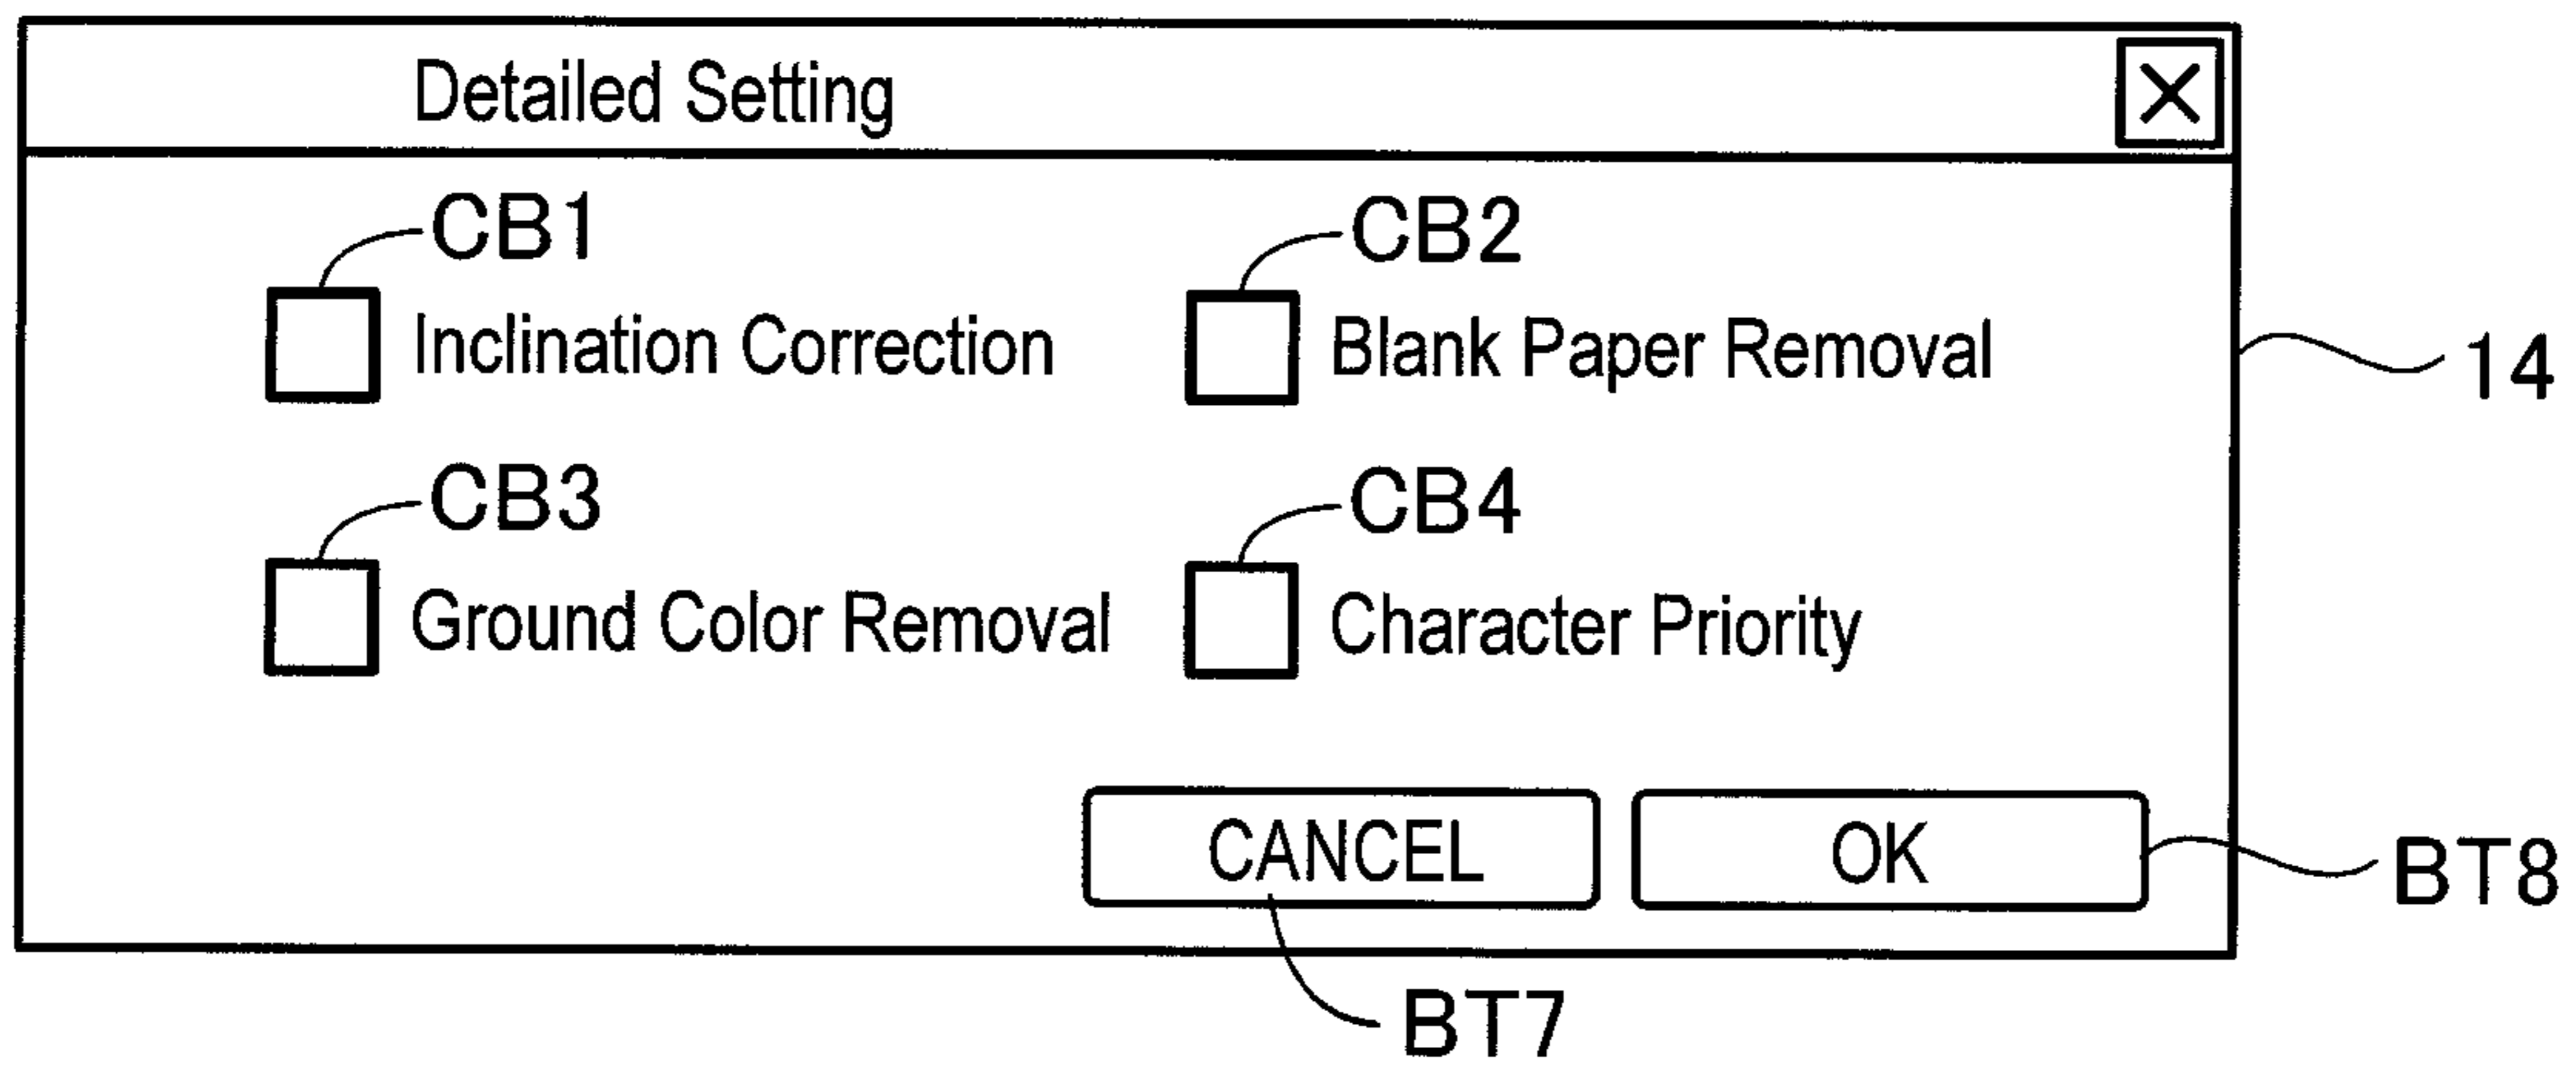 Detailed Setting
CB1 CB2
Inclination Correction Blank Paper Removal
14
CB3 CB4
Ground Color Removal Character Priority
CANCEL OK
BT8
BT7